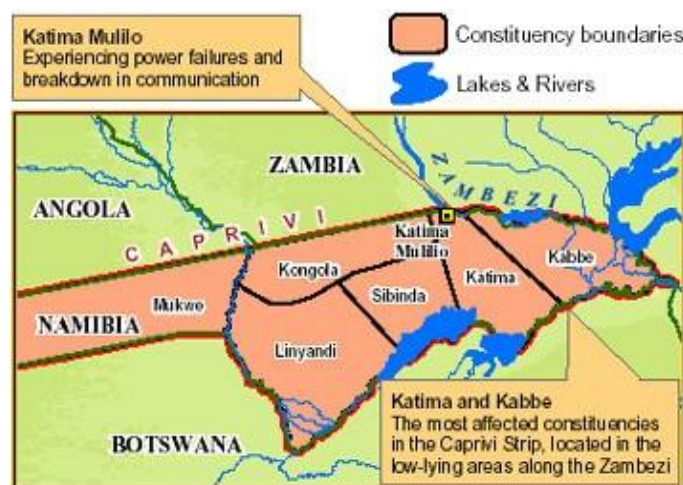 Katima Mulilo
Experiencing power failures and
breakdown in communication
Constituency boundaries
Lakes & Rivers
ZAMBIA
ZAMBEZI
ANGOLA
CAPRIVI
Katima
Mulilio
Kabbe
Kongola
Katima
Mukwe
Sibinda
NAMIBIA
Linyandi
BOTSWANA
Katima and Kabbe
The most affected constituencies
in the Caprivi Strip, located in the
low-lying areas along the Zambezi